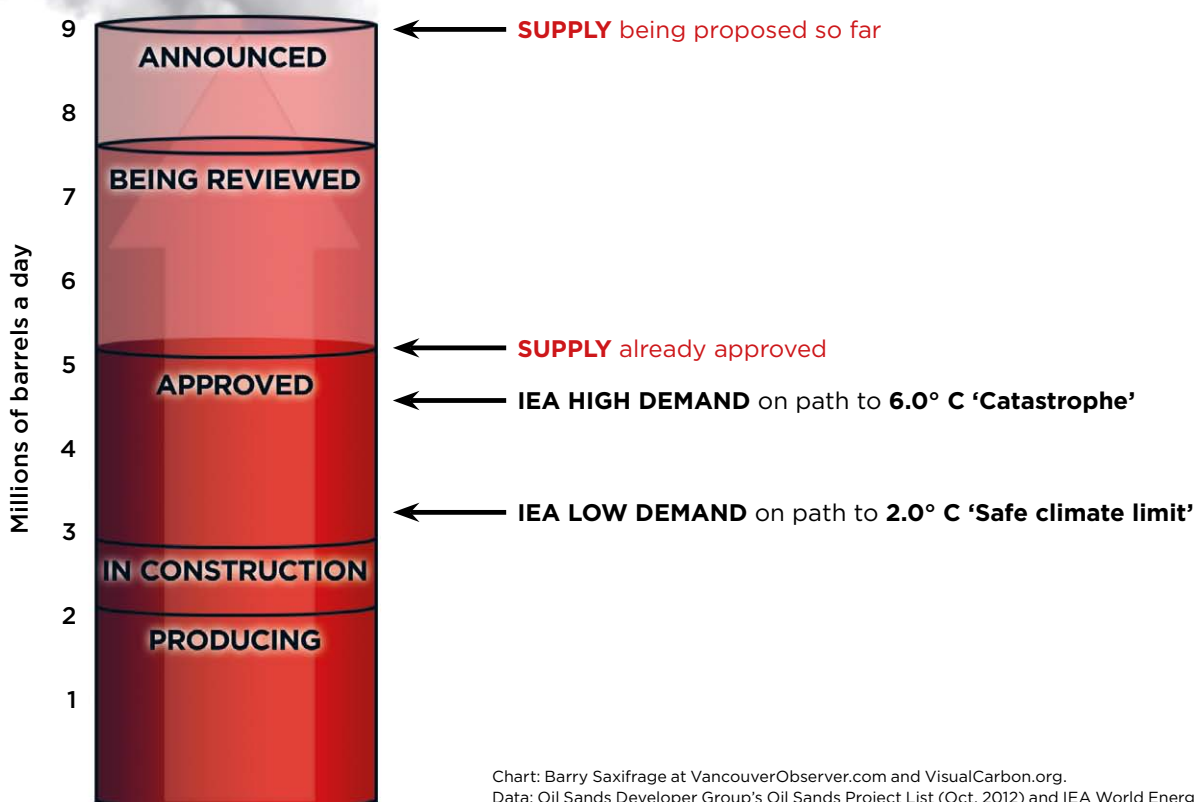 9
ANNOUNCED
SUPPLY being proposed so far
8
BEING REVIEWED
7
6
Millions of barrels a day
SUPPLY already approved
5
APPROVED
IEA HIGH DEMAND on path to 6.0° C ‘Catastrophe’
4
IEA LOW DEMAND on path to 2.0° C ‘Safe climate limit’
3
IN CONSTRUCTION
2
PRODUCING
1
Chart: Barry Saxifrage at VancouverObserver.com and VisualCarbon.org.
Data: Oil Sands Developer Group's Oil Sands Project List (Oct. 2012) and IEA World Energ